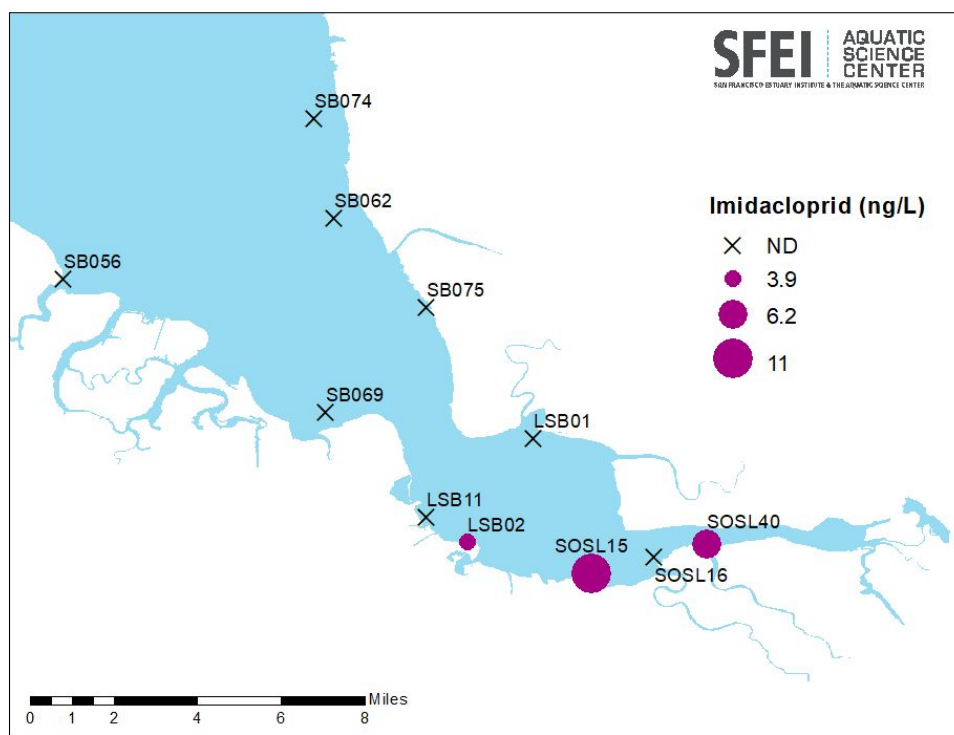 SFEI
AQUATIC
SCIENCE
CENTER
SAN FRANCISCO ESTUARY INSTITUTE & THE AQUATIC SCIENCE CENTER
SB074
SB062
SB056
SB075
Imidacloprid (ng/L)
ND
3.9
6.2
11
SB069
LSB01
LSB11
LSB02
SOSL40
SOSL15
SOSL16
Miles
0 1 2 4 6 8